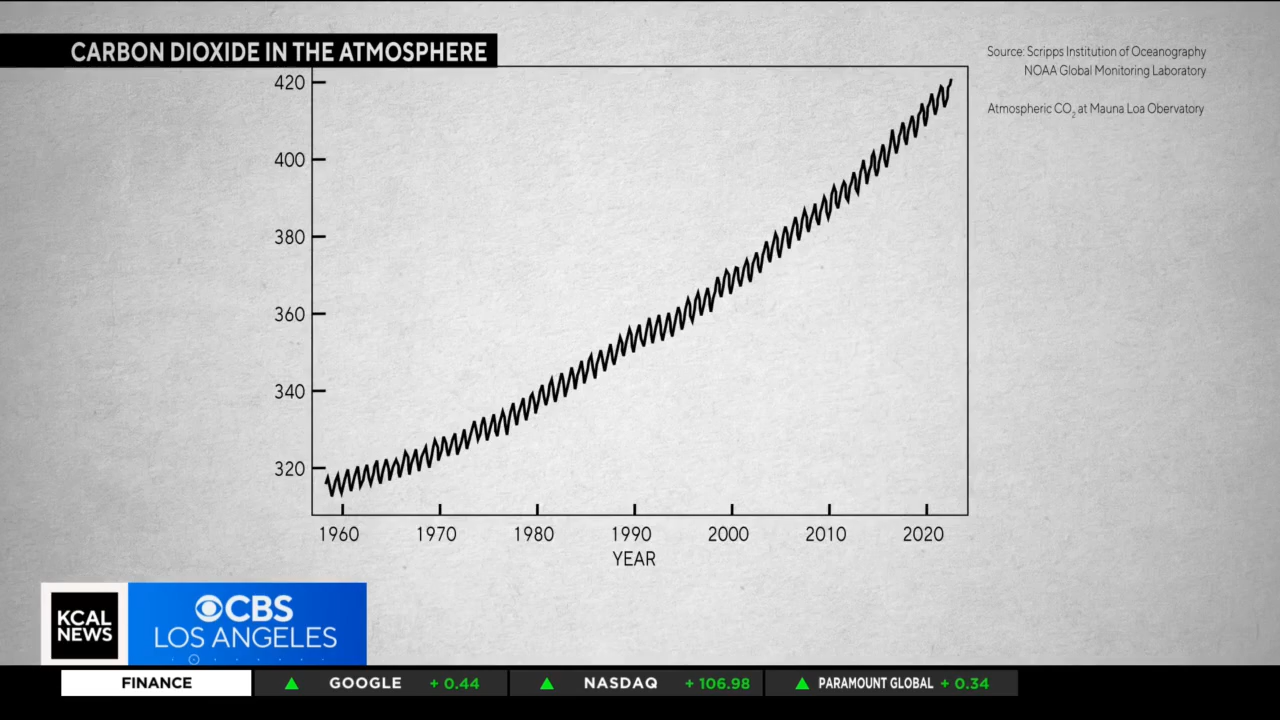 CARBON DIOXIDE IN THE ATMOSPHERE
Source: Scripps Institution of Oceanography
NOAA Global Monitoring Laboratory
Atmospheric CO₂ at Mauna Loa Obervatory
420
400
380
360
340
320
1960 1970 1980 1990 2000 2010 2020
YEAR
KCAL
NEWS
CBS
LOS ANGELES
FINANCE GOOGLE + 0.44 NASDAQ + 106.98 PARAMOUNT GLOBAL + 0.34